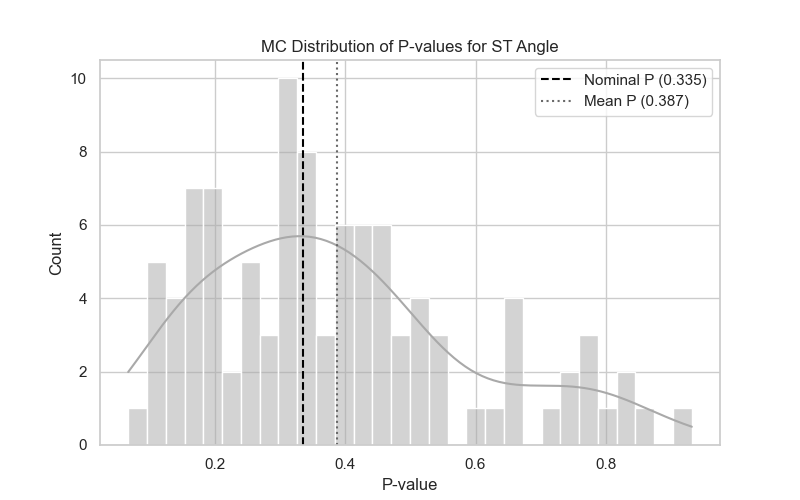 MC Distribution of P-values for ST Angle
Nominal P (0.335)
Mean P (0.387)
10
8
6
4
2
0
Count
0.2
0.4
0.6
0.8
P-value